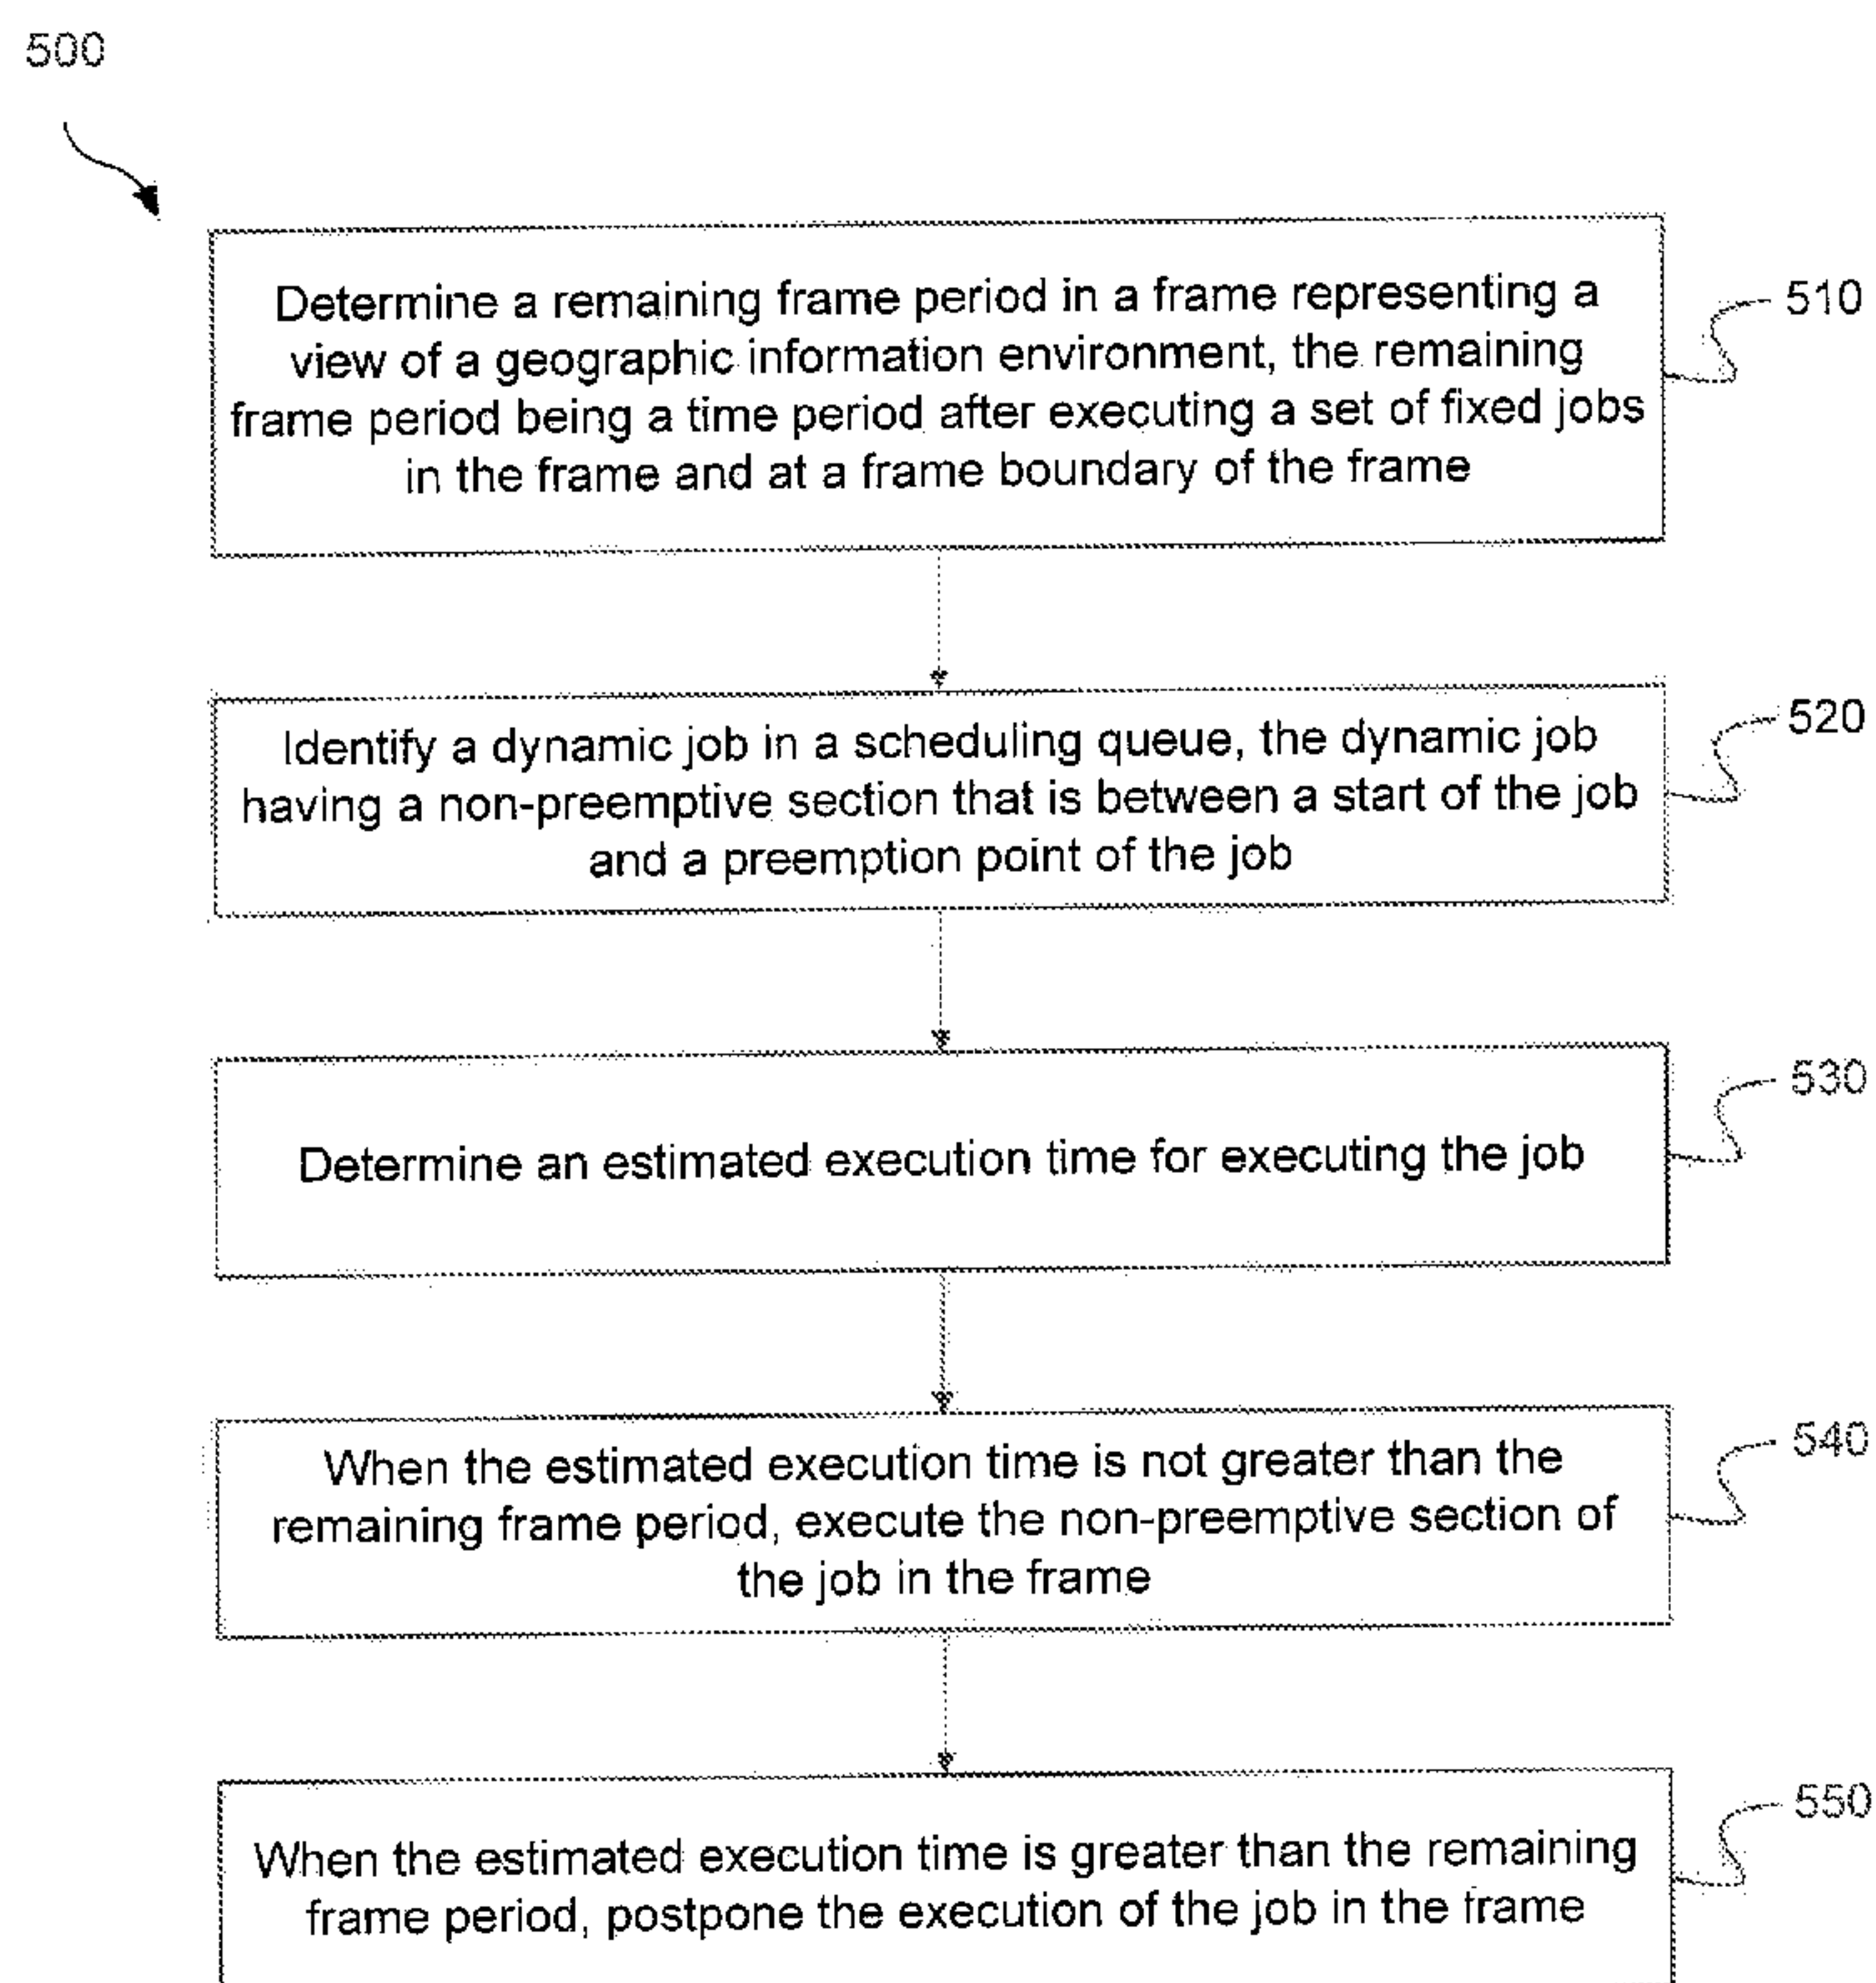 500
Determine a remaining frame period in a frame representing a
view of a geographic information environment, the remaining
frame period being a time period after executing a set of fixed jobs
in the frame and at a frame boundary of the frame
510
Identify a dynamic job in a scheduling queue, the dynamic job
having a non-preemptive section that is between a start of the job
and a preemption point of the job
520
Determine an estimated execution time for executing the job
530
When the estimated execution time is not greater than the
remaining frame period, execute the non-preemptive section of
the job in the frame
540
When the estimated execution time is greater than the remaining
frame period, postpone the execution of the job in the frame
550